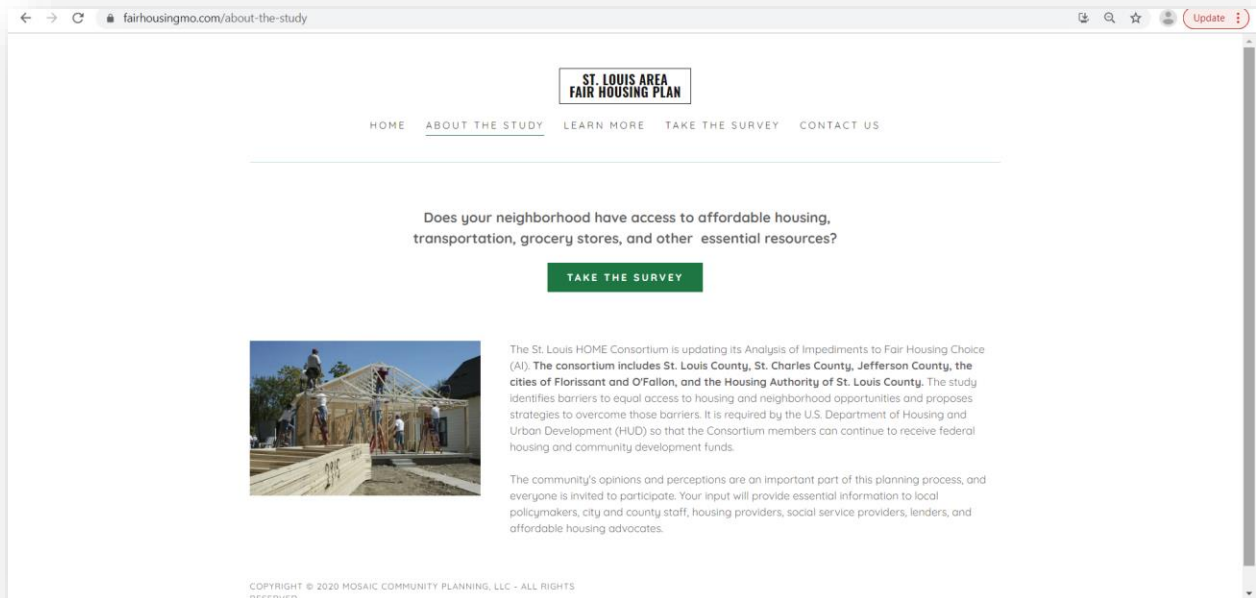 fairhousingmo.com/about-the-study
Update
ST. LOUIS AREA
FAIR HOUSING PLAN
HOME ABOUT THE STUDY LEARN MORE TAKE THE SURVEY CONTACT US
Does your neighborhood have access to affordable housing,
transportation, grocery stores, and other essential resources?
TAKE THE SURVEY
The St. Louis HOME Consortium is updating its Analysis of Impediments to Fair Housing Choice
(AI). The consortium includes St. Louis County, St. Charles County, Jefferson County, the
cities of Florissant and O'Fallon, and the Housing Authority of St. Louis County. The study
identifies barriers to equal access to housing and neighborhood opportunities and proposes
strategies to overcome those barriers. It is required by the U.S. Department of Housing and
Urban Development (HUD) so that the Consortium members can continue to receive federal
housing and community development funds.
The community's opinions and perceptions are an important part of this planning process, and
everyone is invited to participate. Your input will provide essential information to local
policymakers, city and county staff, housing providers, social service providers, lenders, and
affordable housing advocates.
COPYRIGHT © 2020 MOSAIC COMMUNITY PLANNING, LLC - ALL RIGHTS
RESERVED